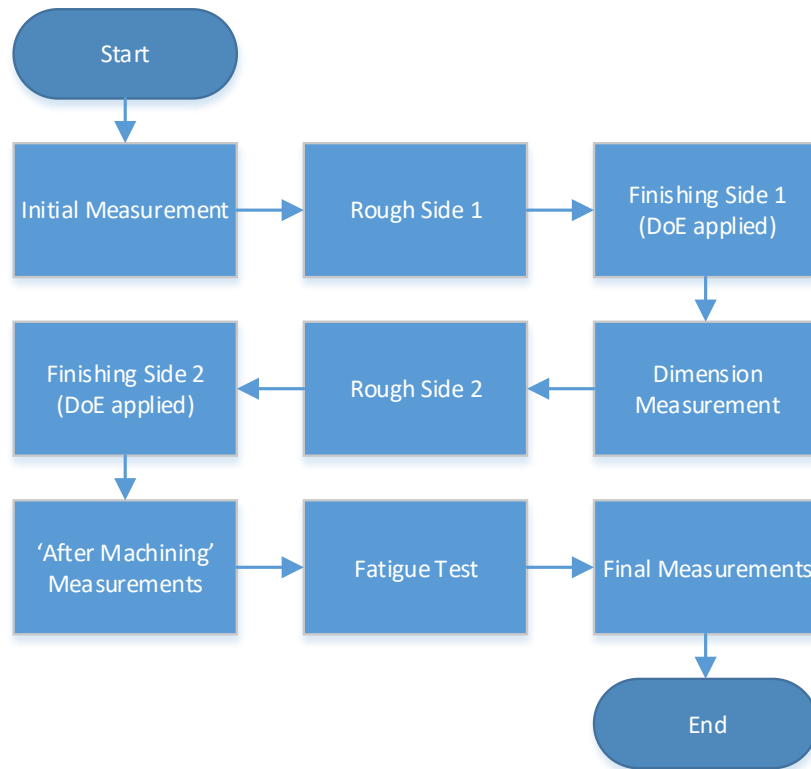 Start
Initial Measurement
Rough Side 1
Finishing Side 1
(DoE applied)
Dimension
Measurement
Rough Side 2
Finishing Side 2
(DoE applied)
‘After Machining’
Measurements
Fatigue Test
Final Measurements
End